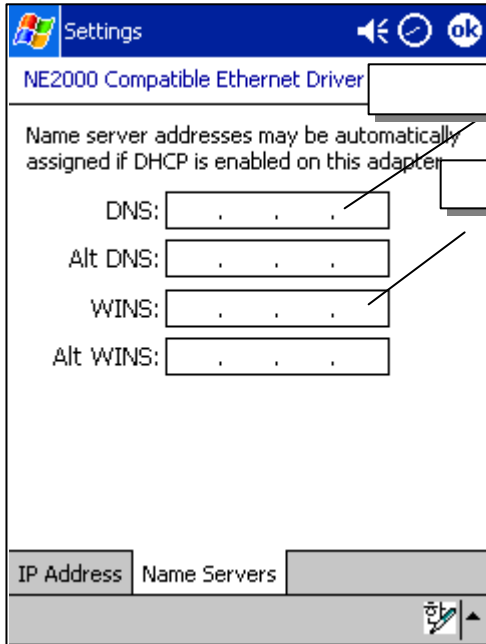 Settings
ok
NE2000 Compatible Ethernet Driver
Name server addresses may be automatically
assigned if DHCP is enabled on this adapter
DNS: . . .
Alt DNS: . . .
WINS: . . .
Alt WINS: . . .
IP Address Name Servers